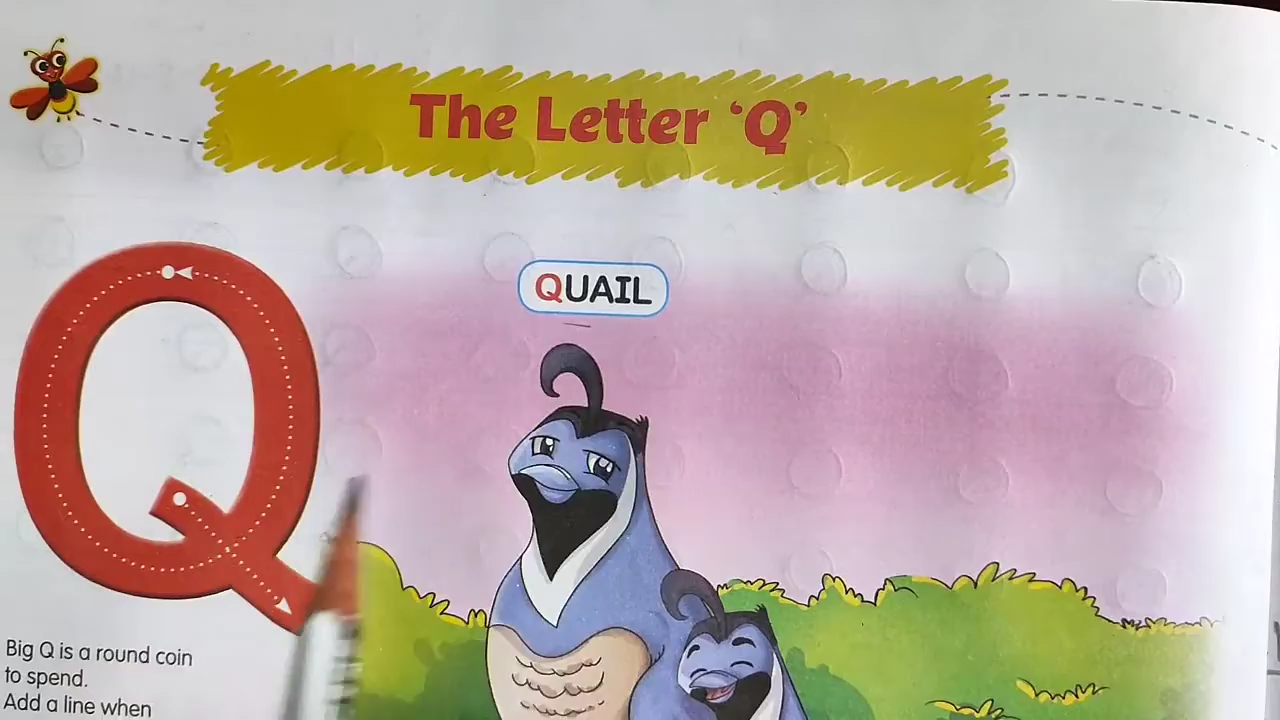 The Letter ‘Q’
QUAIL
Q
Big Q is a round coin
to spend.
Add a line when